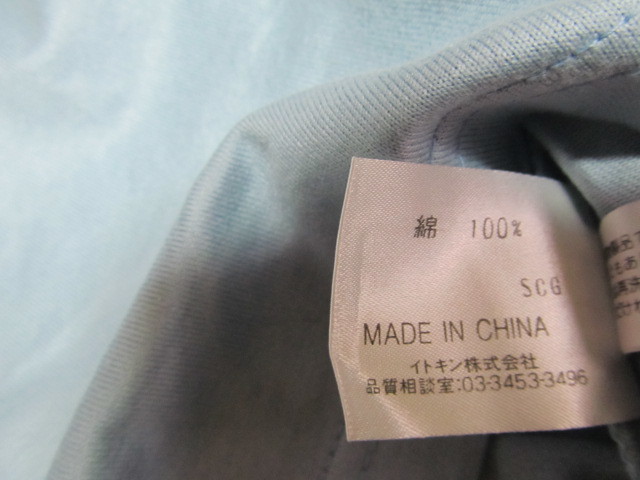 綿 100%
SCG
MADE IN CHINA
イトキン株式会社
品質相談室:03-3453-3496